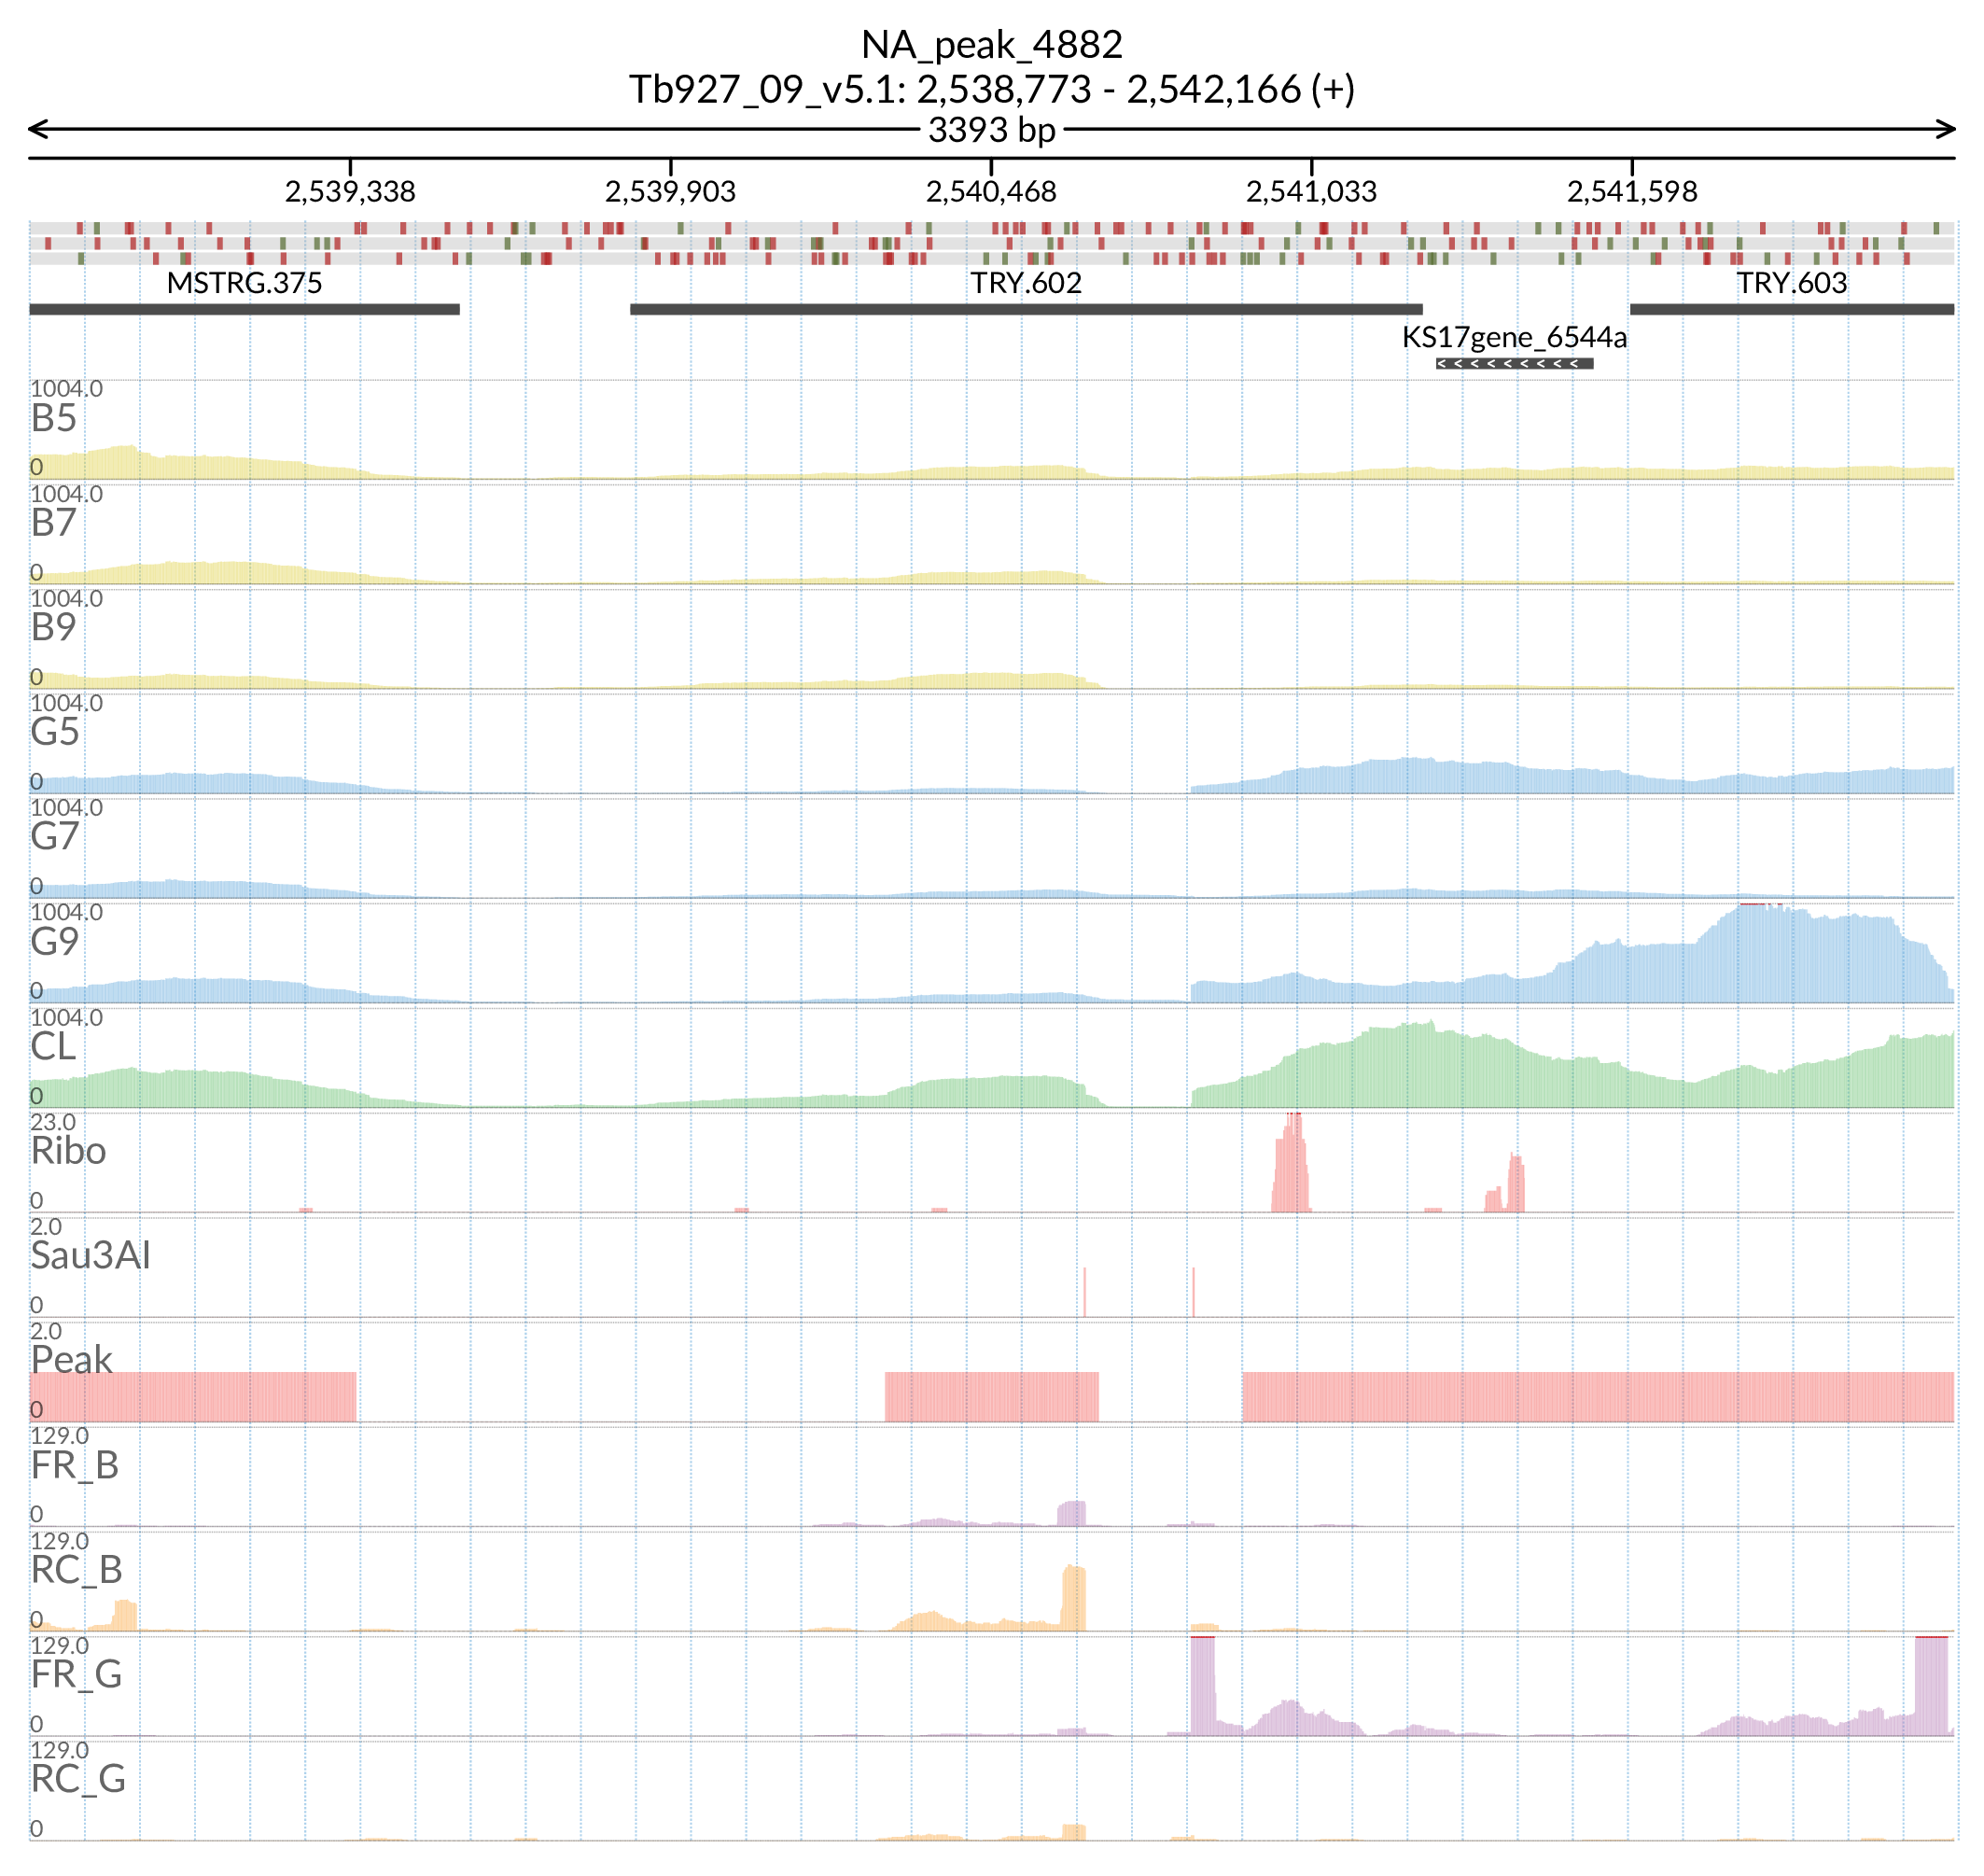 NA_peak_4882
Tb927_09_v5.1: 2,538,773 - 2,542,166 (+)
3393 bp
2,539,338 2,539,903 2,540,468 2,541,033 2,541,598
MSTRG.375 TRY.602 TRY.603
KS17gene_6544a
1004.0
B5
0
1004.0
B7
0
1004.0
B9
0
1004.0
G5
0
1004.0
G7
0
1004.0
G9
0
1004.0
CL
0
23.0
Ribo
0
2.0
Sau3AI
0
2.0
Peak
0
129.0
FR_B
0
129.0
RC_B
0
129.0
FR_G
0
129.0
RC_G
0